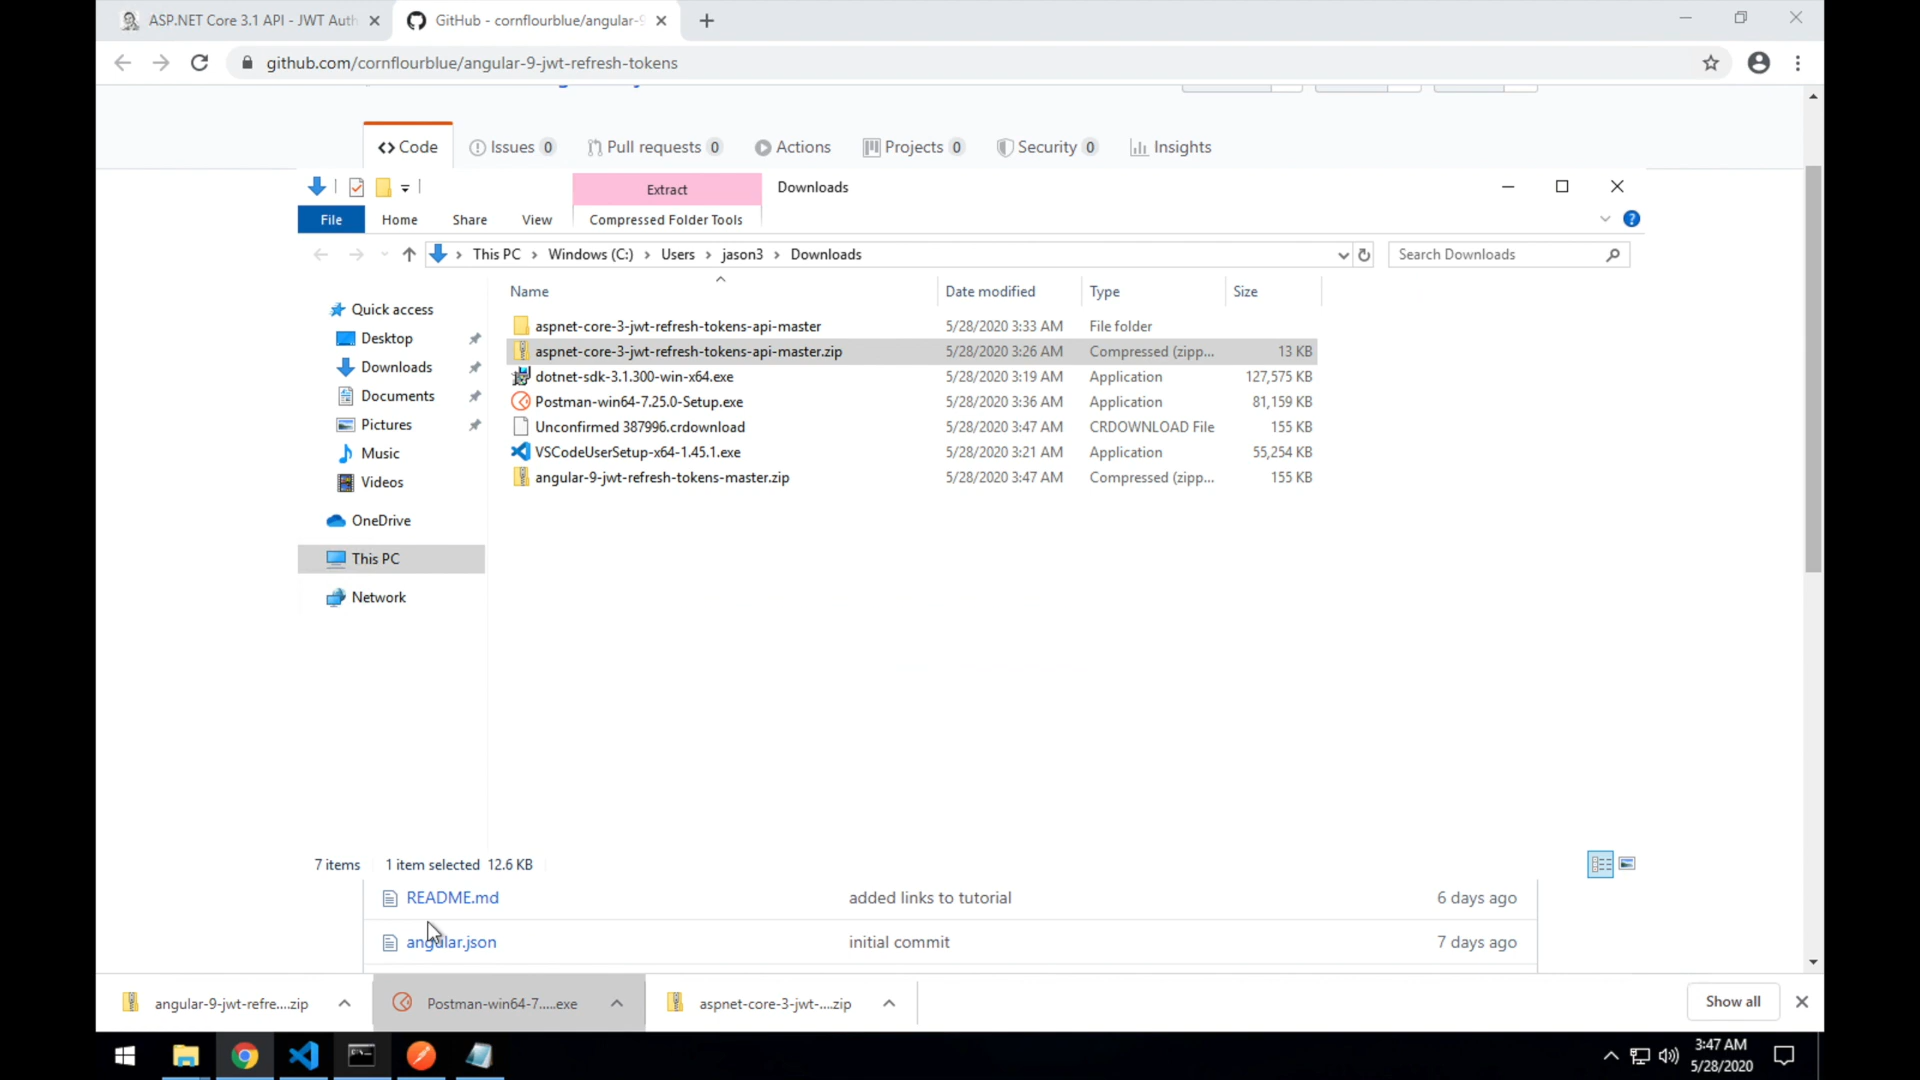 ASP.NET Core 3.1 API - JWT Auth
GitHub - cornflourblue/angular-9
github.com/cornflourblue/angular-9-jwt-refresh-tokens
Code
Issues 0
Pull requests 0
Actions
Projects 0
Security 0
Insights
Extract
Downloads
File
Home
Share
View
Compressed Folder Tools
This PC
Windows (C:)
Users
jason3
Downloads
Search Downloads
Name
Date modified
Type
Size
Quick access
Desktop
Downloads
Documents
Pictures
Music
Videos
OneDrive
This PC
Network
aspnet-core-3-jwt-refresh-tokens-api-master 5/28/2020 3:33 AM File folder
aspnet-core-3-jwt-refresh-tokens-api-master.zip 5/28/2020 3:26 AM Compressed (zipp... 13 KB
dotnet-sdk-3.1.300-win-x64.exe 5/28/2020 3:19 AM Application 127,575 KB
Postman-win64-7.25.0-Setup.exe 5/28/2020 3:36 AM Application 81,159 KB
Unconfirmed 387996.crdownload 5/28/2020 3:47 AM CRDOWNLOAD File 155 KB
VSCodeUserSetup-x64-1.45.1.exe 5/28/2020 3:21 AM Application 55,254 KB
angular-9-jwt-refresh-tokens-master.zip 5/28/2020 3:47 AM Compressed (zipp... 155 KB
7 items 1 item selected 12.6 KB
README.md added links to tutorial 6 days ago
angular.json initial commit 7 days ago
angular-9-jwt-refre....zip
Postman-win64-7.....exe
aspnet-core-3-jwt-....zip
Show all
3:47 AM
5/28/2020